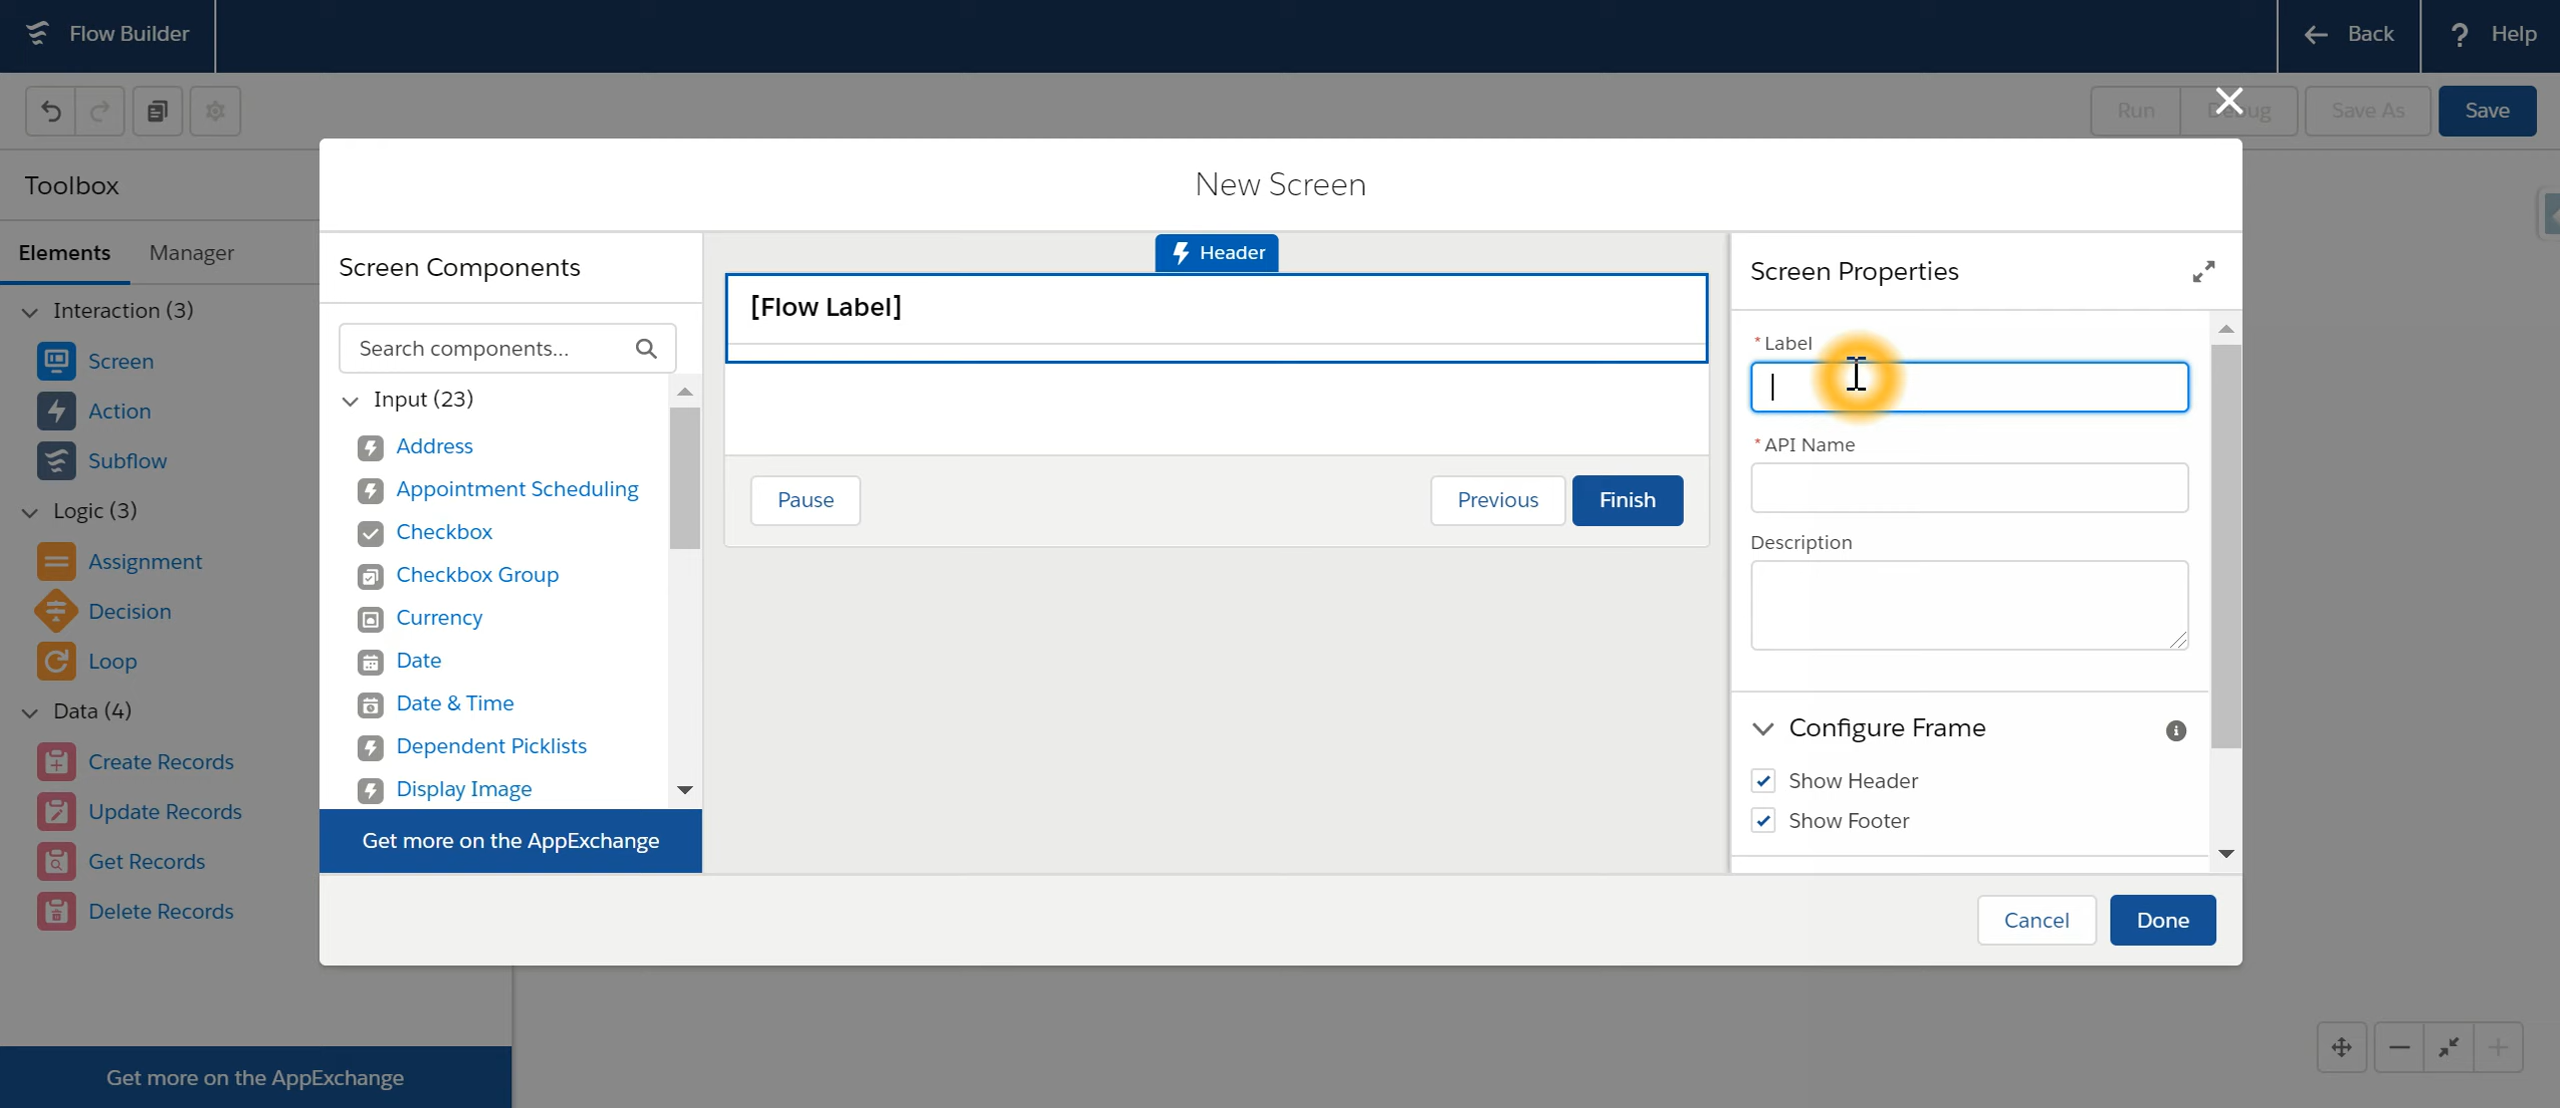 Flow Builder
Back
? Help
Run
Debug
Save As
Save
Toolbox
New Screen
Elements
Manager
Interaction (3)
Screen
Action
Subflow
Logic (3)
Assignment
Decision
Loop
Data (4)
Create Records
Update Records
Get Records
Delete Records
Get more on the AppExchange
Screen Components
Search components...
Input (23)
Address
Appointment Scheduling
Checkbox
Checkbox Group
Currency
Date
Date & Time
Dependent Picklists
Display Image
Get more on the AppExchange
Header
[Flow Label]
Pause
Previous
Finish
Screen Properties
* Label
* API Name
Description
Configure Frame
Show Header
Show Footer
Cancel
Done